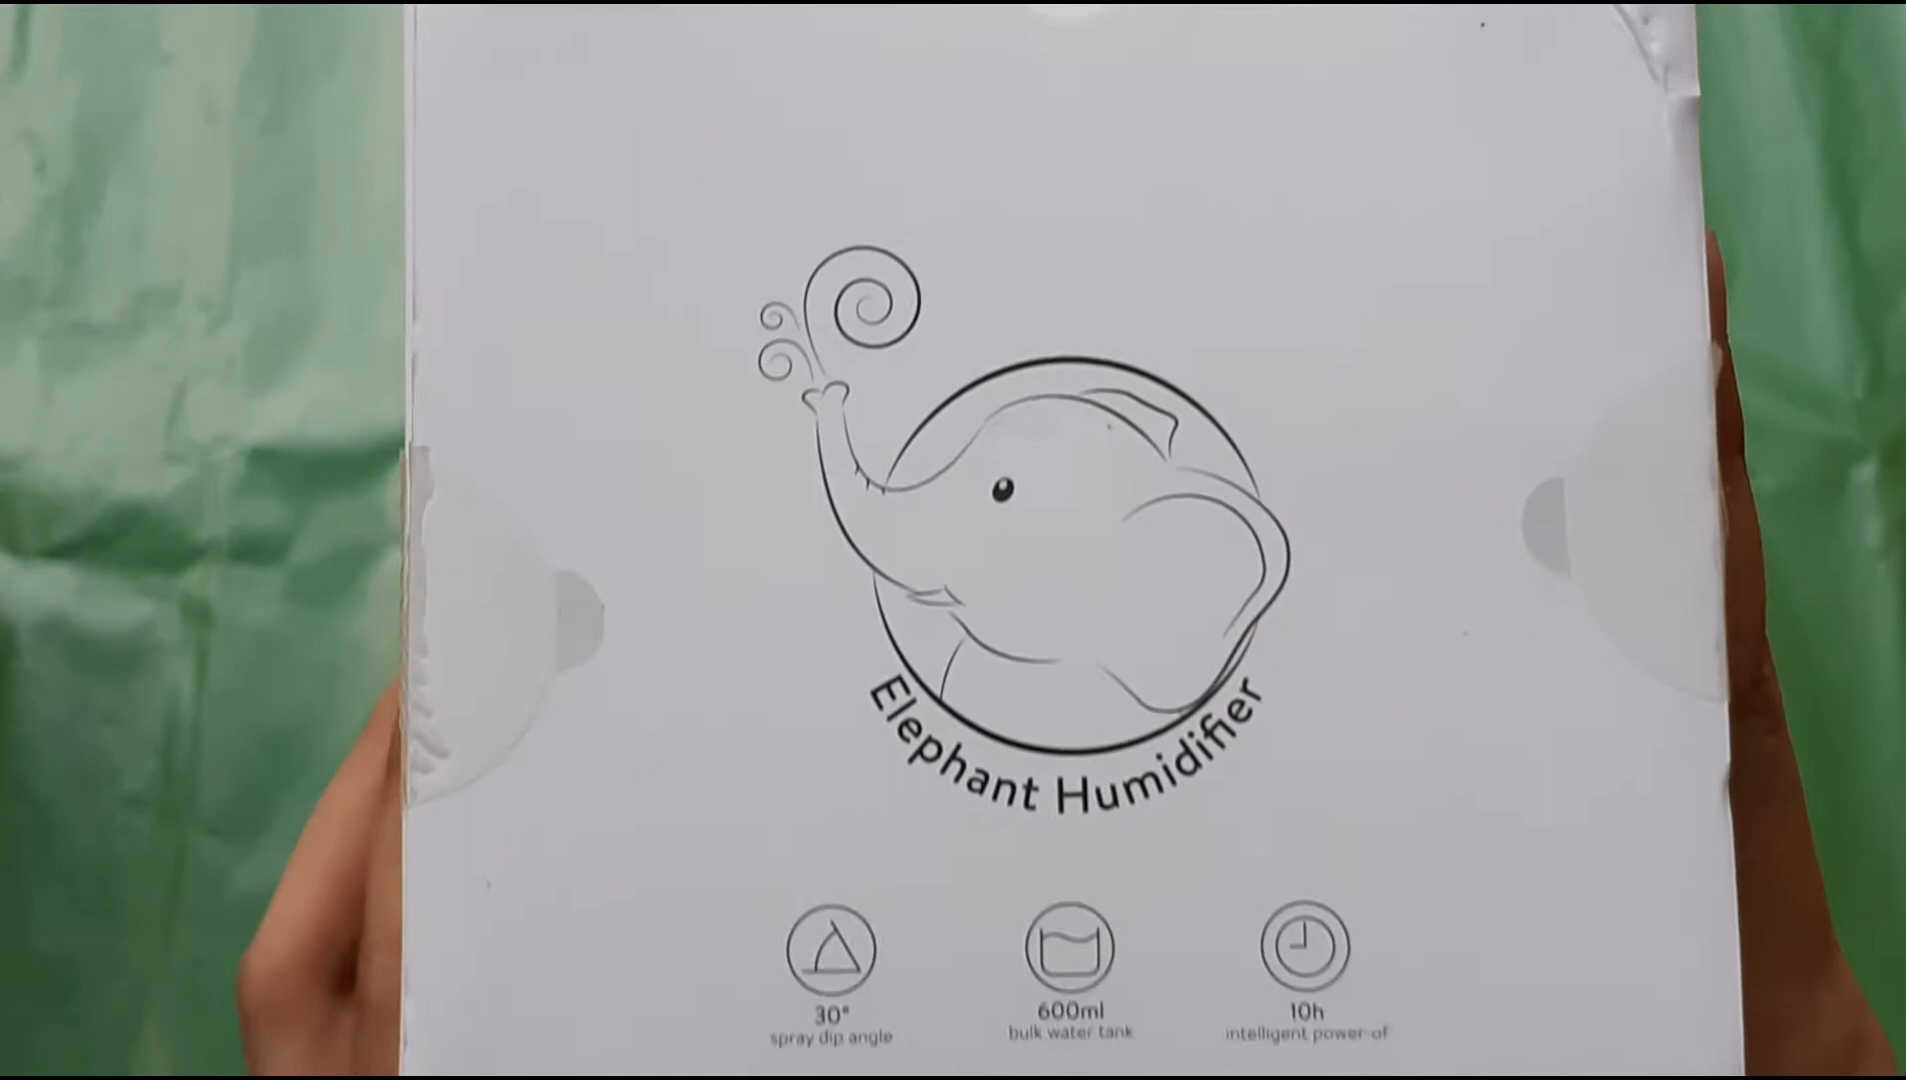 Elephant Humidifier
30°
spray dip angle
600ml
bulk water tank
10h
intelligent power of